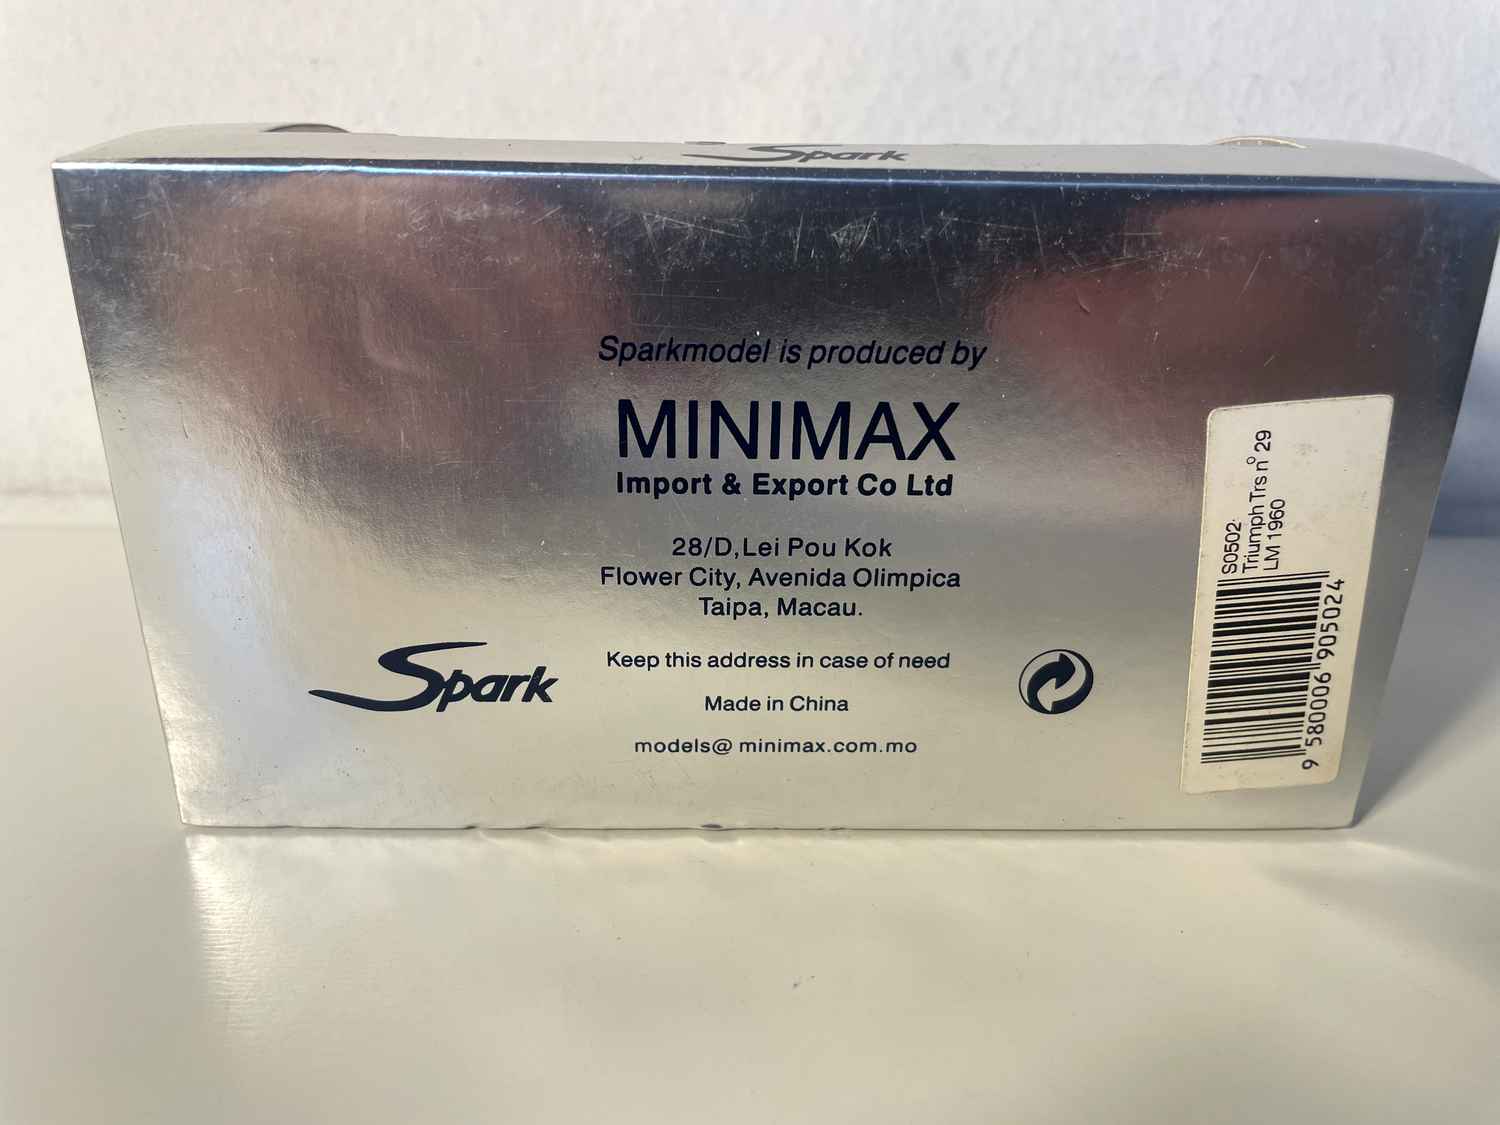 Spark
Sparkmodel is produced by
MINIMAX
Import & Export Co Ltd
28/D,Lei Pou Kok
Flower City, Avenida Olimpica
Taipa, Macau.
Spark
Keep this address in case of need
Made in China
models@ minimax.com.mo
S0502
Triumph Trs n° 29
LM 1960
9 580006 905024